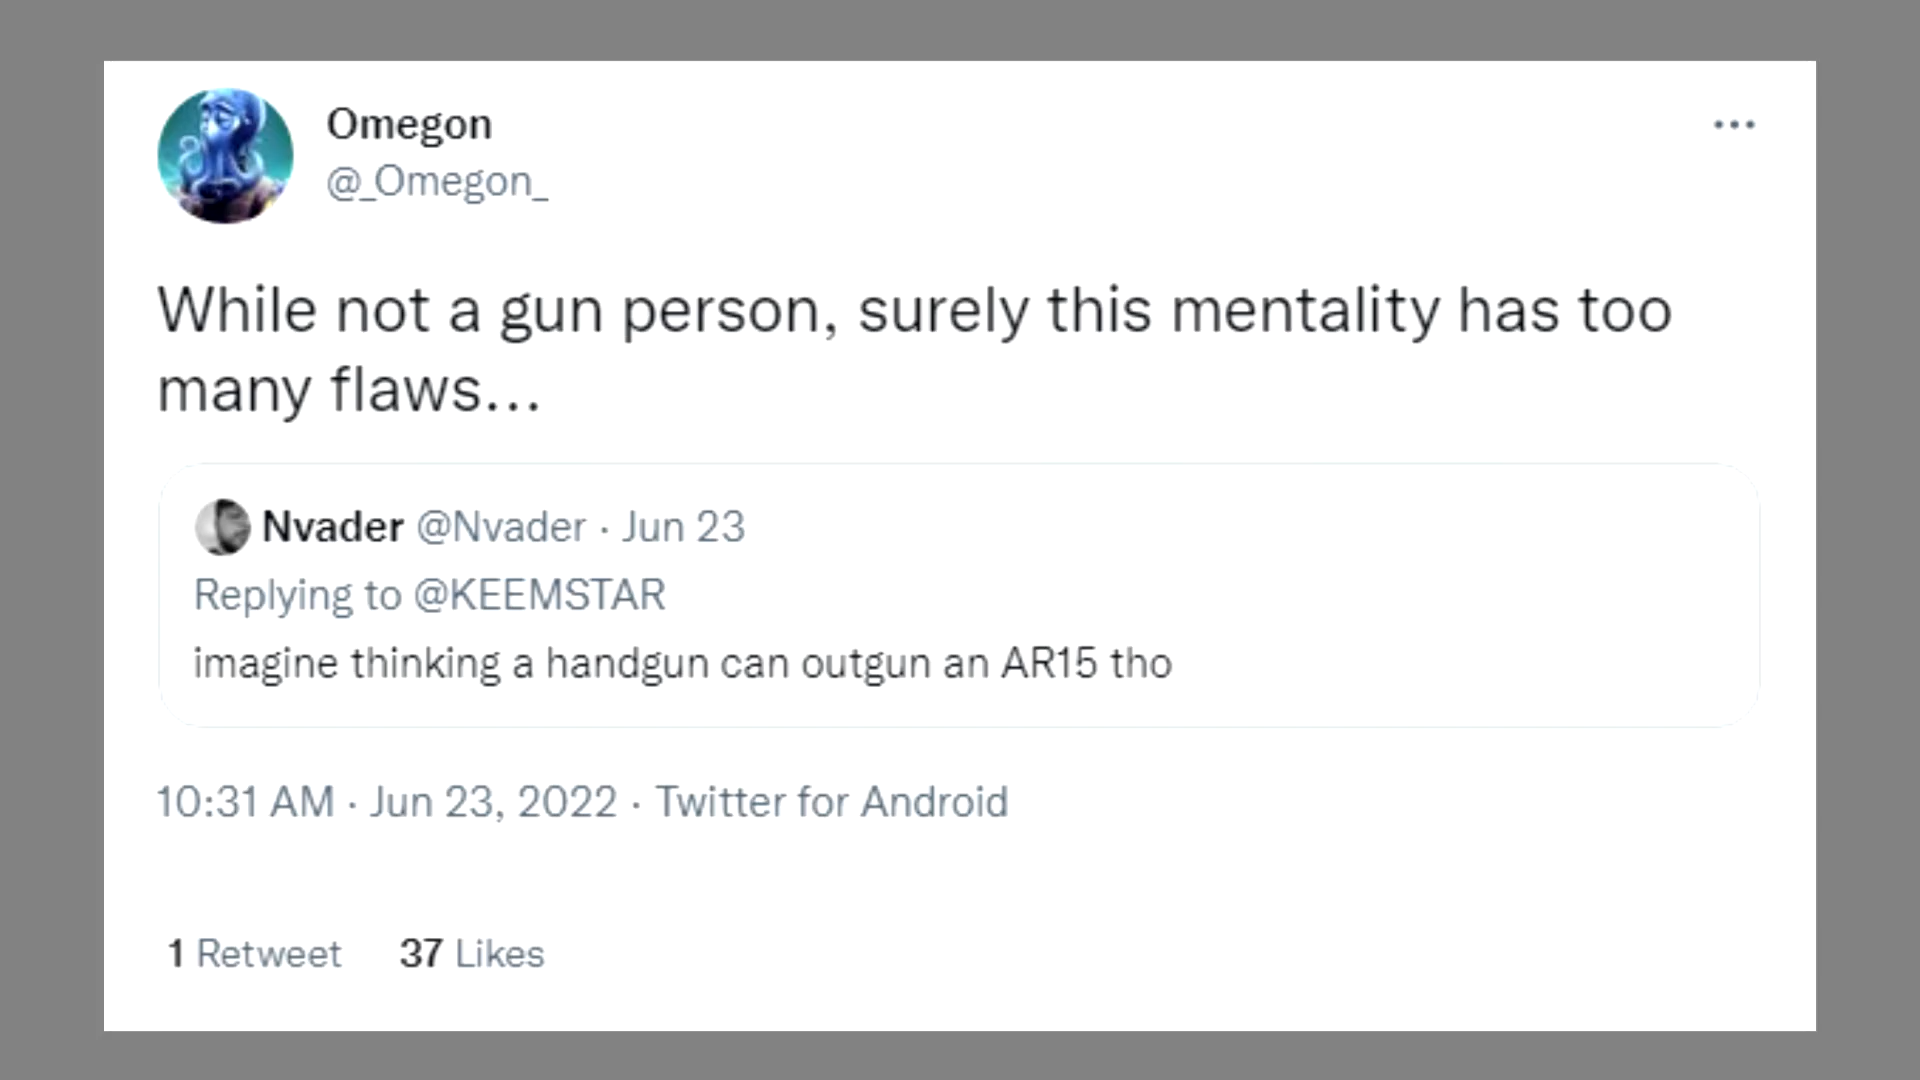 Omegon
@_Omegon_
While not a gun person, surely this mentality has too
many flaws...
Nvader @Nvader · Jun 23
Replying to @KEEMSTAR
imagine thinking a handgun can outgun an AR15 tho
10:31 AM · Jun 23, 2022 · Twitter for Android
1 Retweet 37 Likes